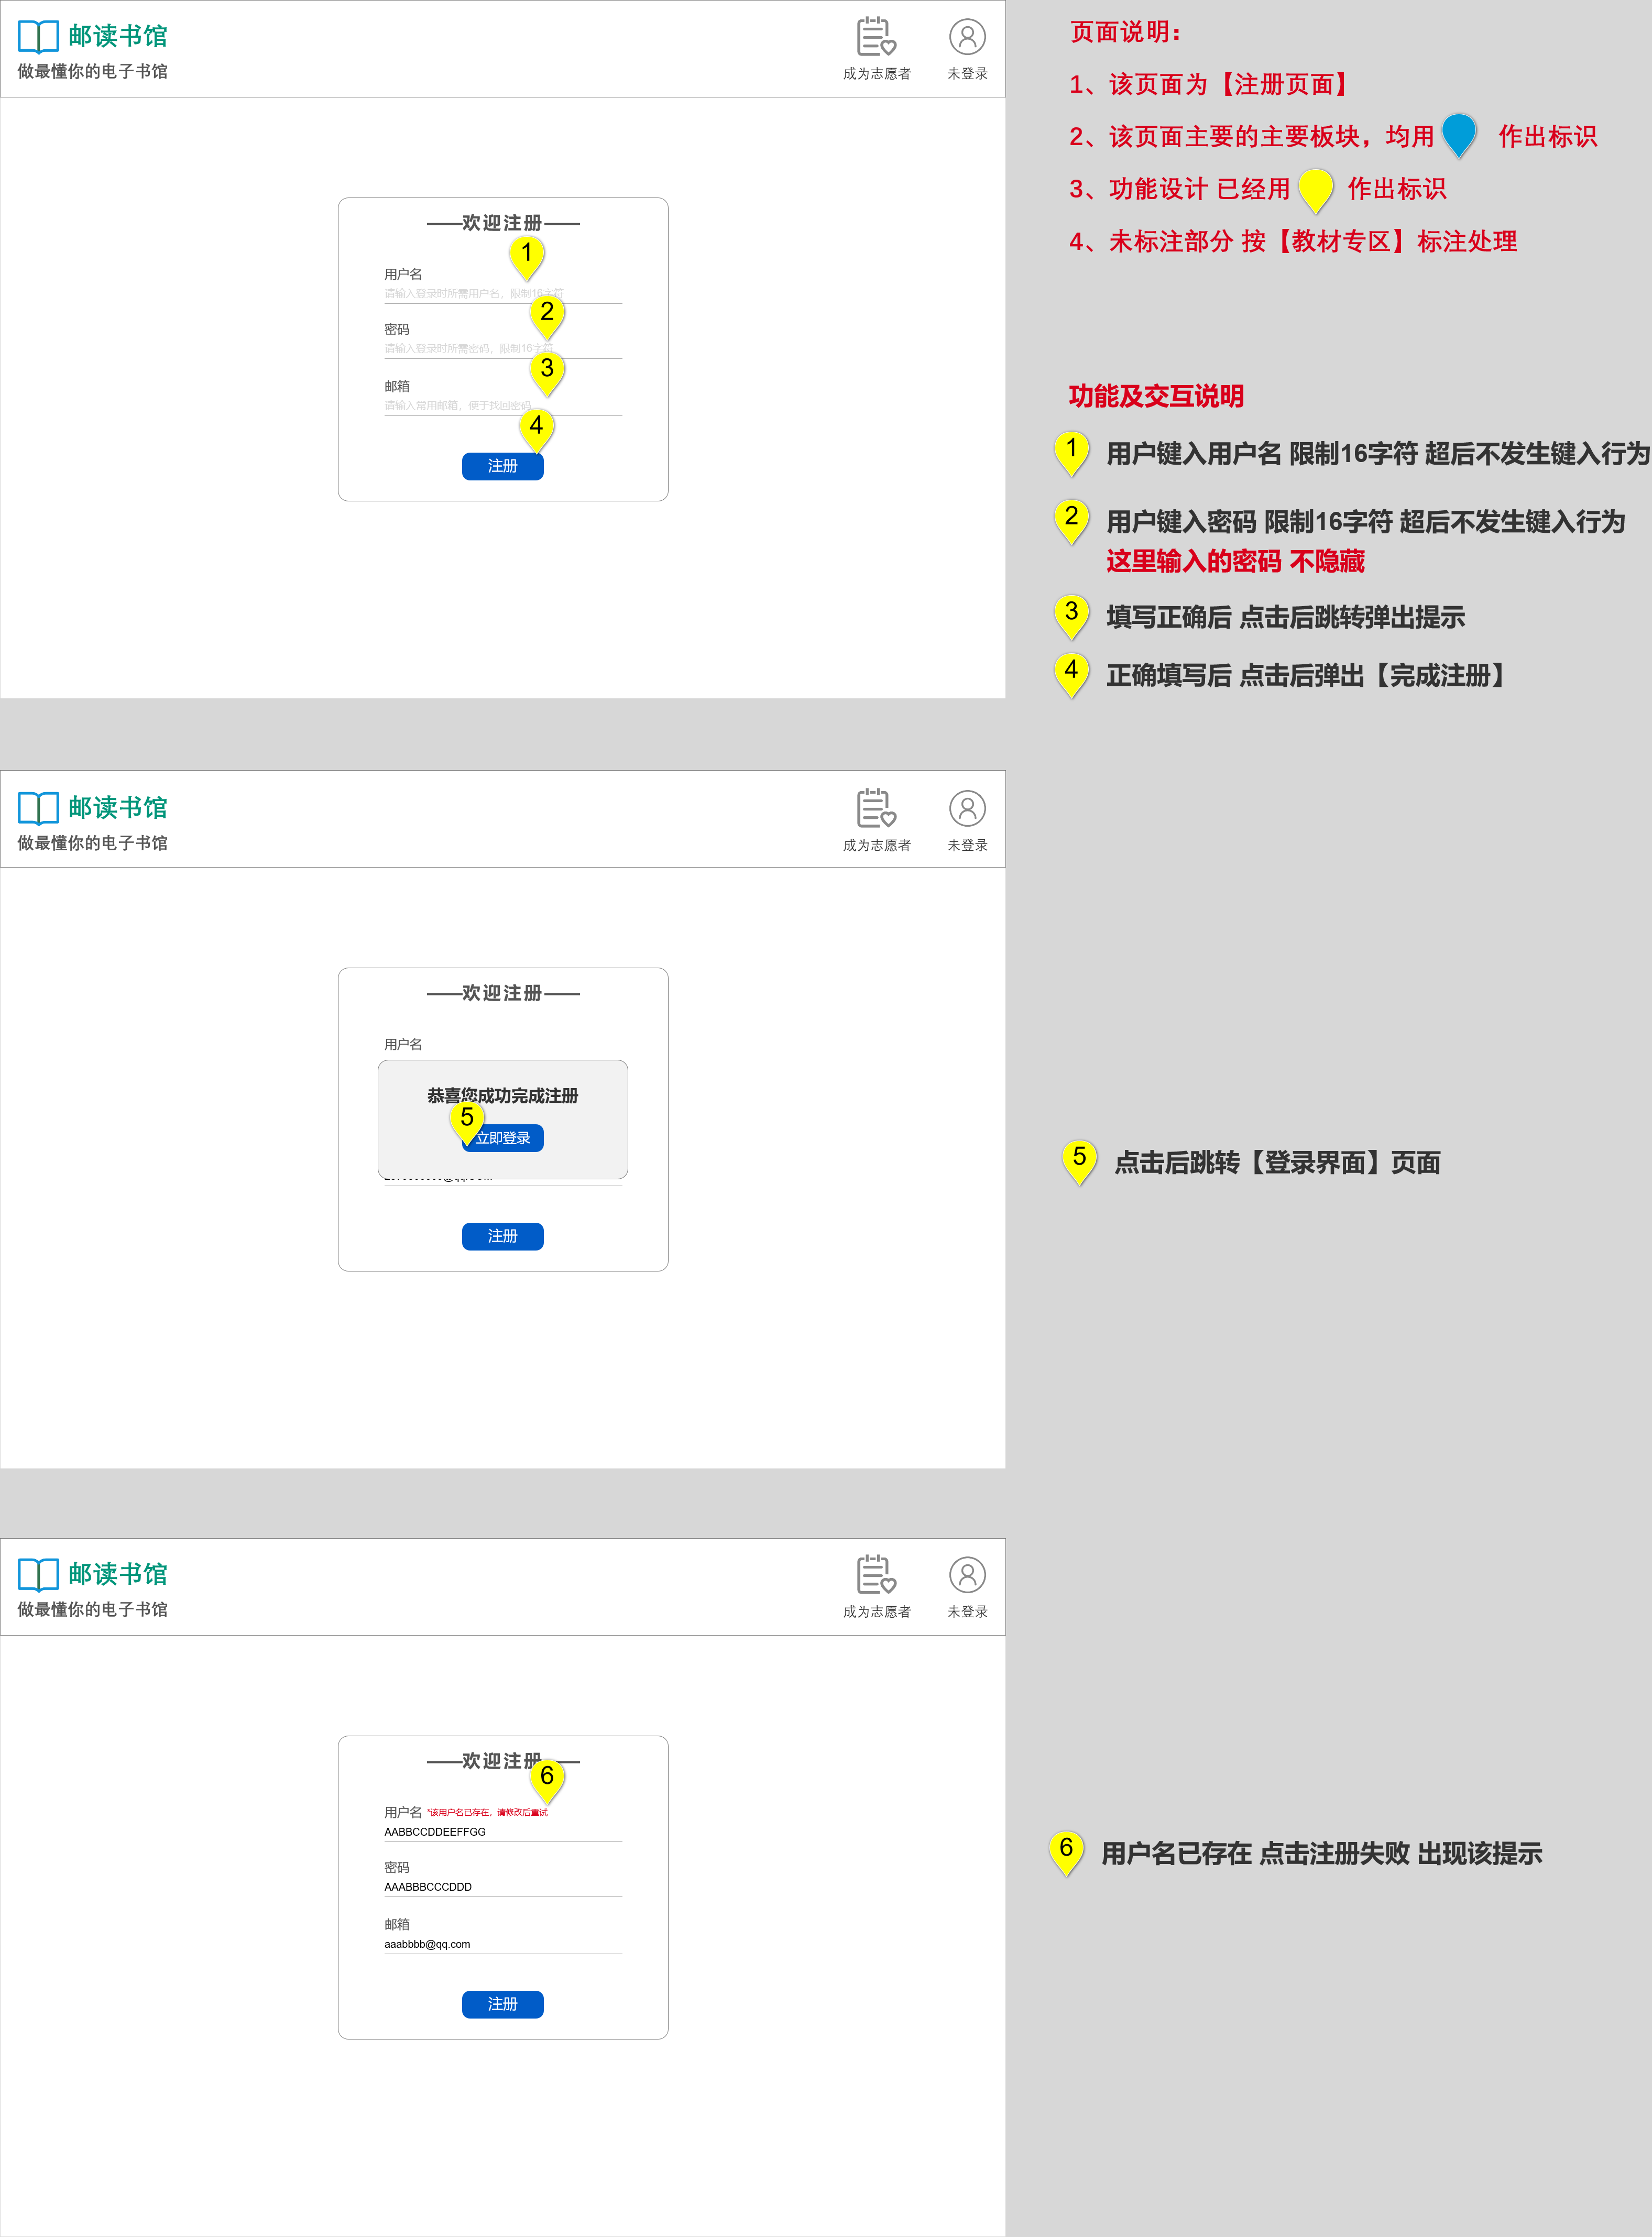 邮读书馆
做最懂你的电子书馆
成为志愿者
未登录
——欢迎注册——
1
用户名
请输入登录时所需用户名，限制16字符
2
密码
请输入登录时所需密码，限制16字符
3
邮箱
请输入常用邮箱，便于找回密码
4
注册
页面说明：
1、该页面为【注册页面】
2、该页面主要的主要板块，均用 作出标识
3、功能设计 已经用 作出标识
4、未标注部分 按【教材专区】标注处理
功能及交互说明
1 用户键入用户名 限制16字符 超后不发生键入行为
2 用户键入密码 限制16字符 超后不发生键入行为
这里输入的密码 不隐藏
3 填写正确后 点击后跳转弹出提示
4 正确填写后 点击后弹出【完成注册】
邮读书馆
做最懂你的电子书馆
成为志愿者
未登录
——欢迎注册——
用户名
恭喜您成功完成注册
5
立即登录
注册
5 点击后跳转【登录界面】页面
邮读书馆
做最懂你的电子书馆
成为志愿者
未登录
——欢迎注册——
6
用户名 *该用户名已存在，请修改后重试
AABBCCDDEEFFGG
密码
AAABBBCCCDDD
邮箱
aaabbbb@qq.com
注册
6 用户名已存在 点击注册失败 出现该提示